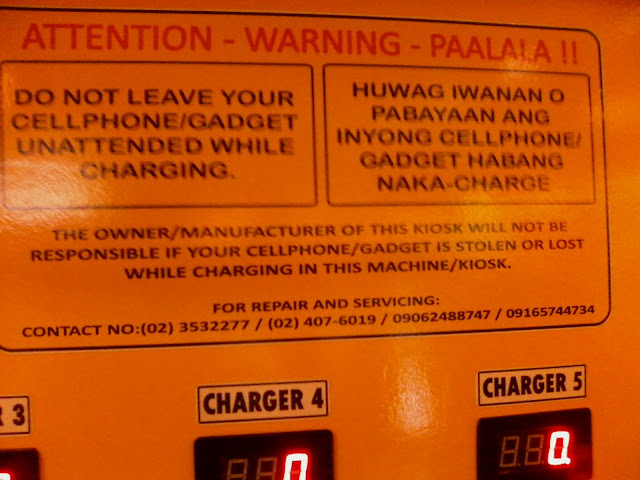 ATTENTION - WARNING - PAALALA !!
DO NOT LEAVE YOUR
CELLPHONE/GADGET
UNATTENDED WHILE
CHARGING.
HUWAG IWANAN O
PABAYAAN ANG
INYONG CELLPHONE/
GADGET HABANG
NAKA-CHARGE
THE OWNER/MANUFACTURER OF THIS KIOSK WILL NOT BE
RESPONSIBLE IF YOUR CELLPHONE/GADGET IS STOLEN OR LOST
WHILE CHARGING IN THIS MACHINE/KIOSK.
FOR REPAIR AND SERVICING:
CONTACT NO:(02) 3532277 / (02) 407-6019 / 09062488747 / 09165744734
R 3
CHARGER 4
CHARGER 5
0
0